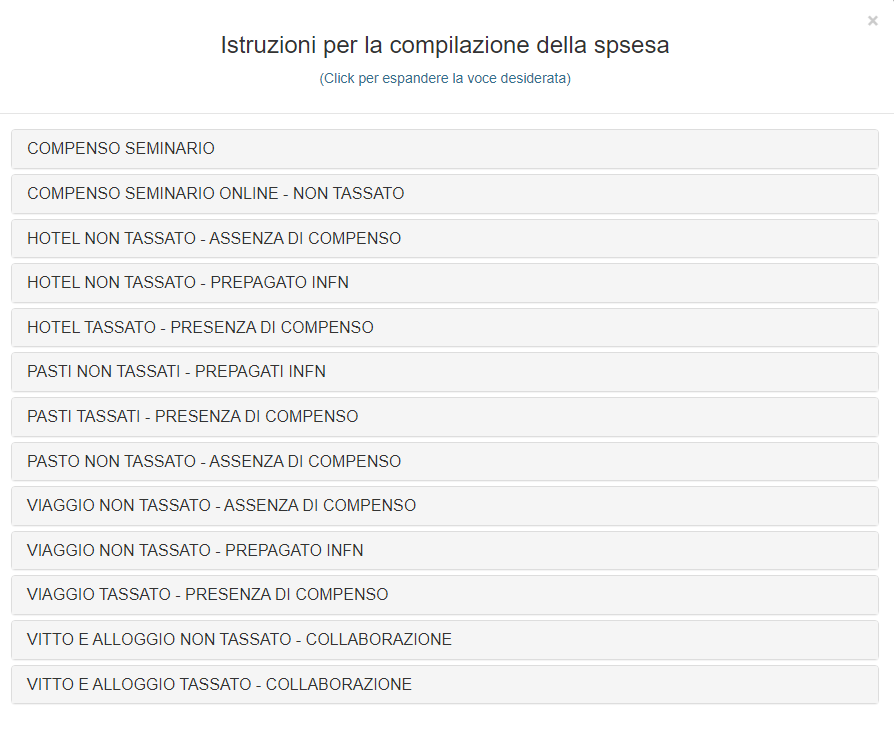 ×
Istruzioni per la compilazione della spsesa
(Click per espandere la voce desiderata)
COMPENSO SEMINARIO
COMPENSO SEMINARIO ONLINE - NON TASSATO
HOTEL NON TASSATO - ASSENZA DI COMPENSO
HOTEL NON TASSATO - PREPAGATO INFN
HOTEL TASSATO - PRESENZA DI COMPENSO
PASTI NON TASSATI - PREPAGATI INFN
PASTI TASSATI - PRESENZA DI COMPENSO
PASTO NON TASSATO - ASSENZA DI COMPENSO
VIAGGIO NON TASSATO - ASSENZA DI COMPENSO
VIAGGIO NON TASSATO - PREPAGATO INFN
VIAGGIO TASSATO - PRESENZA DI COMPENSO
VITTO E ALLOGGIO NON TASSATO - COLLABORAZIONE
VITTO E ALLOGGIO TASSATO - COLLABORAZIONE